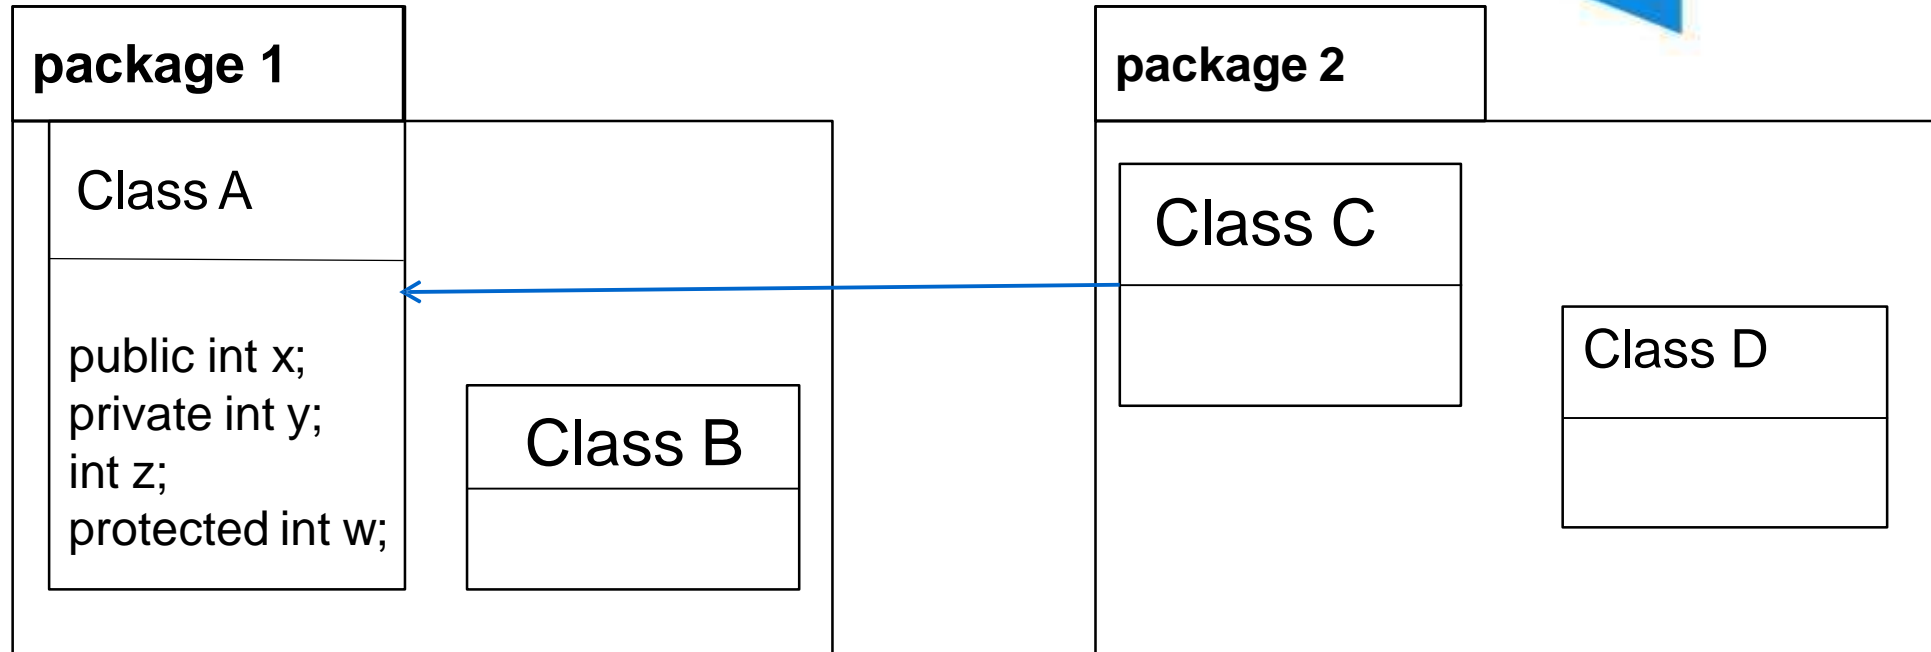 package 1
Class A
public int x;
private int y;
int z;
protected int w;
Class B
package 2
Class C
Class D